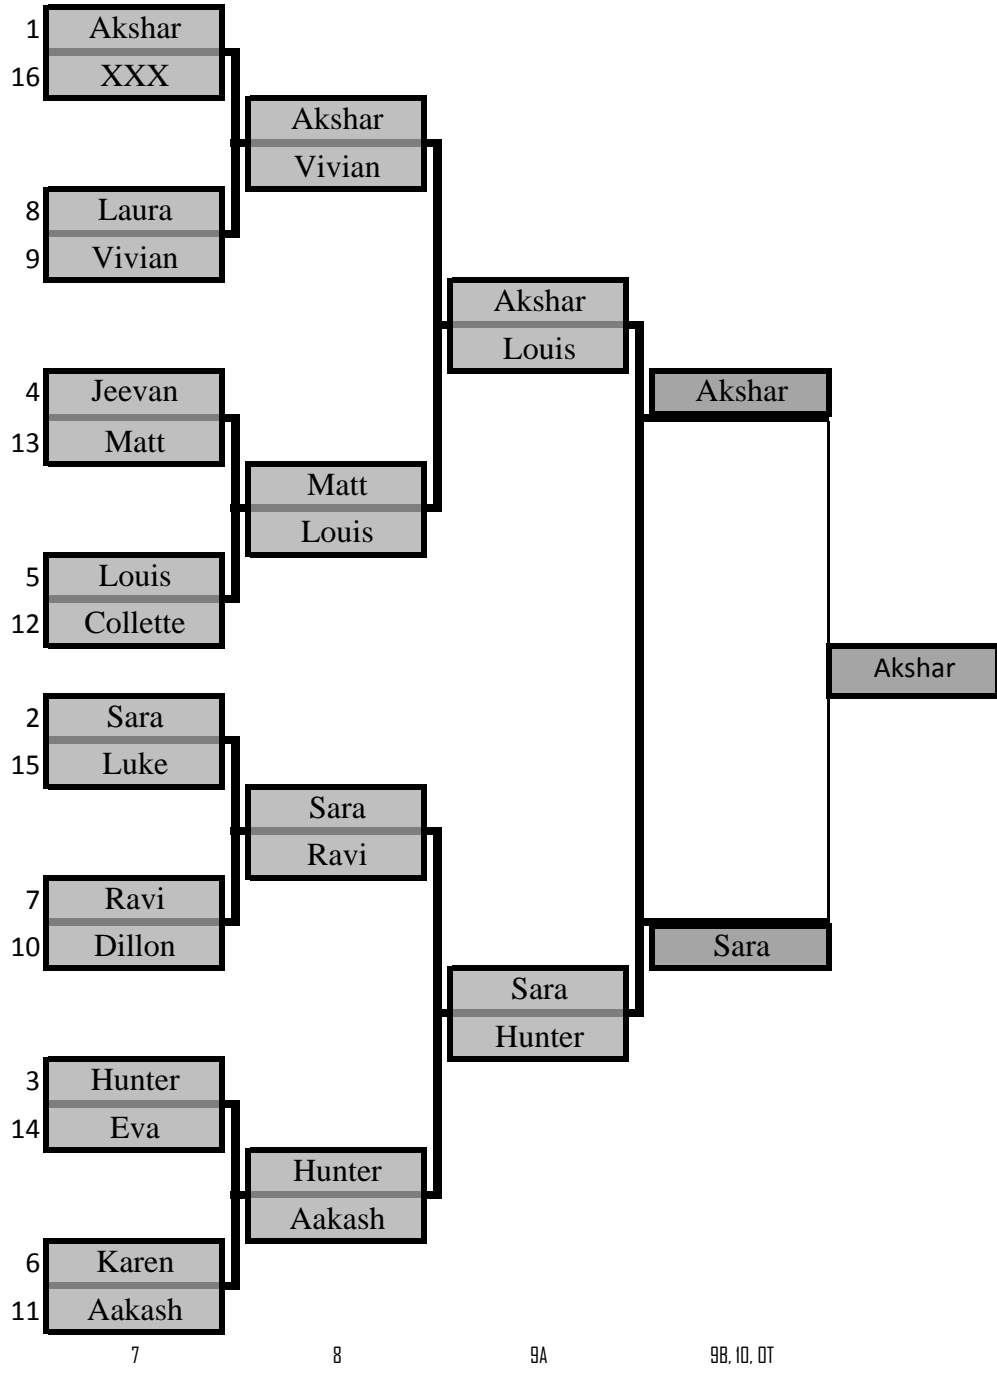 1 Akshar
16 XXX
Akshar
Vivian
8 Laura
9 Vivian
Akshar
Louis
4 Jeevan
13 Matt
Akshar
Matt
Louis
5 Louis
12 Collette
Akshar
2 Sara
15 Luke
Sara
Ravi
7 Ravi
10 Dillon
Sara
Sara
Hunter
3 Hunter
14 Eva
Hunter
Aakash
6 Karen
11 Aakash
7 8 9A 9B, 10, OT